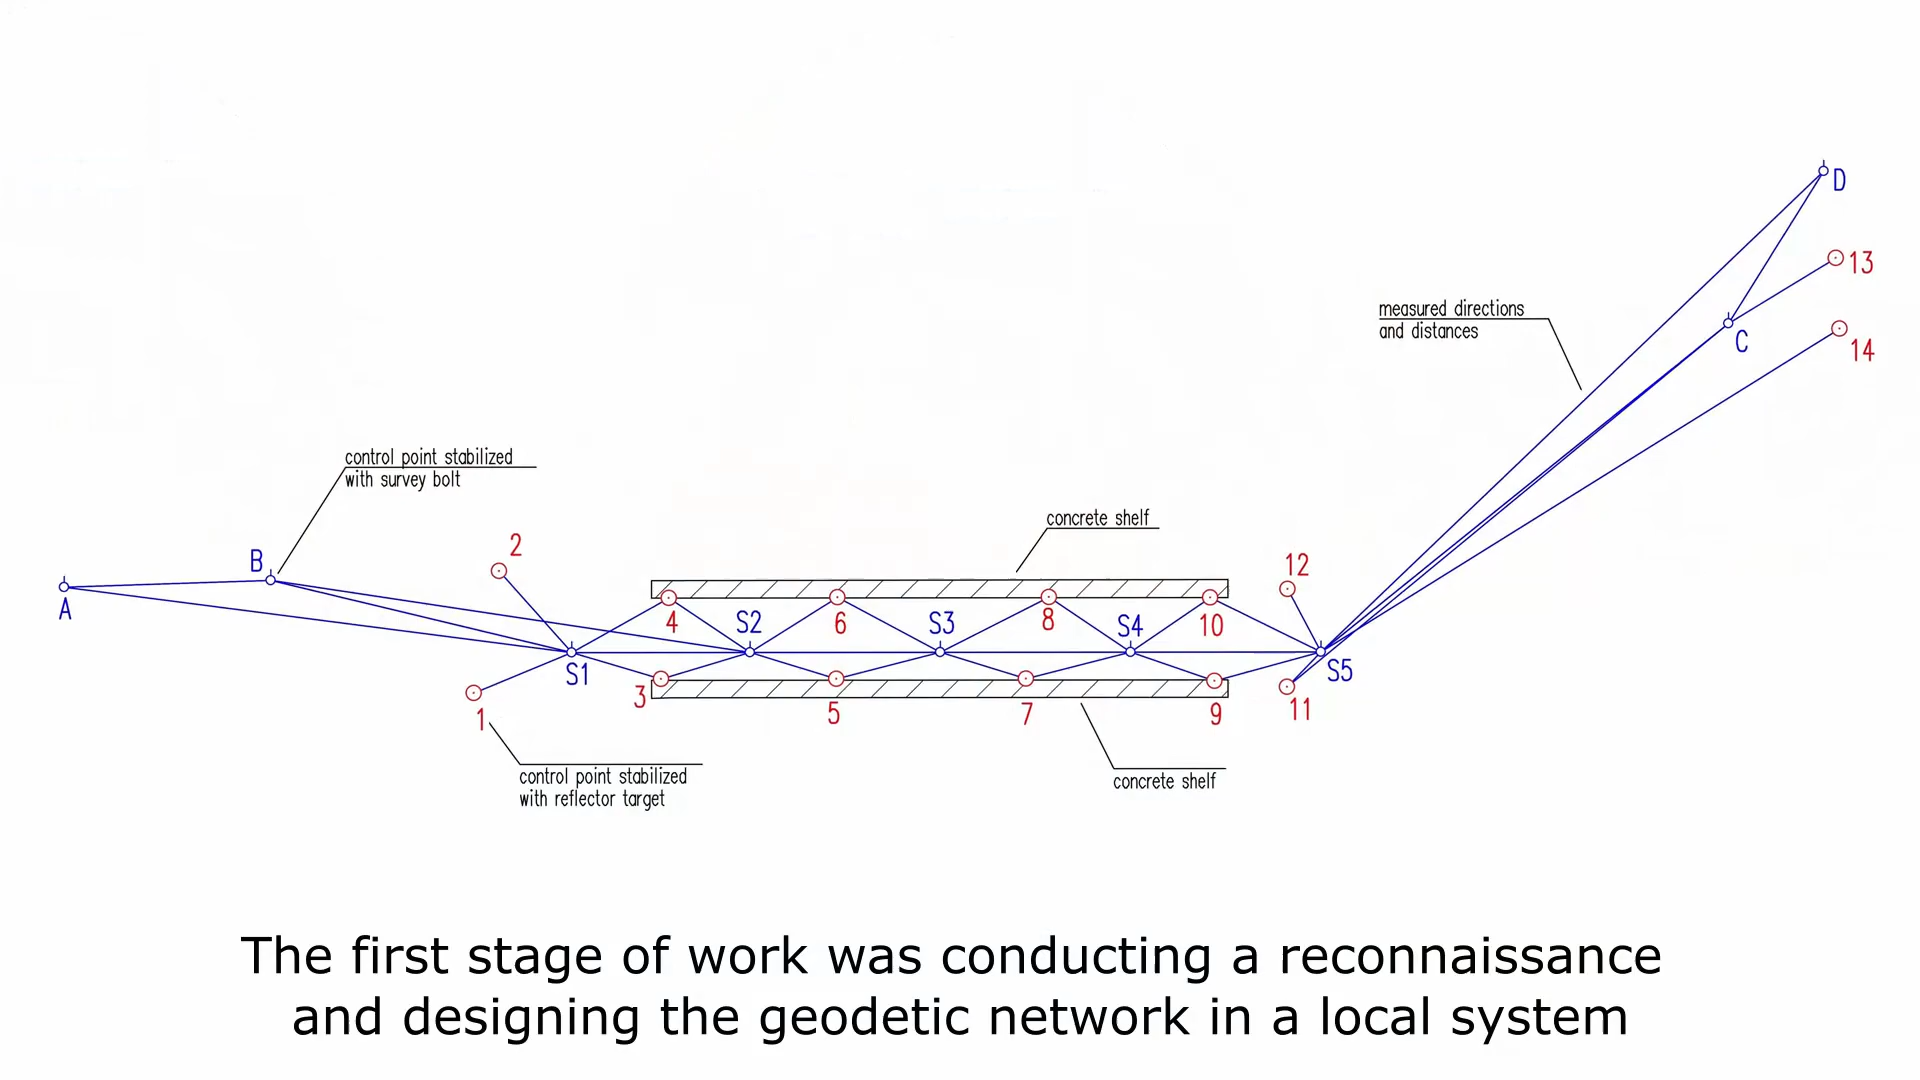 D
13
measured directions
and distances
C
14
control point stabilized
with survey bolt
concrete shelf
2
B
12
A
4
S2
6
S3
8
S4
10
S1
3
S5
1
5
7
9
11
control point stabilized
with reflector target
concrete shelf
The first stage of work was conducting a reconnaissance
and designing the geodetic network in a local system